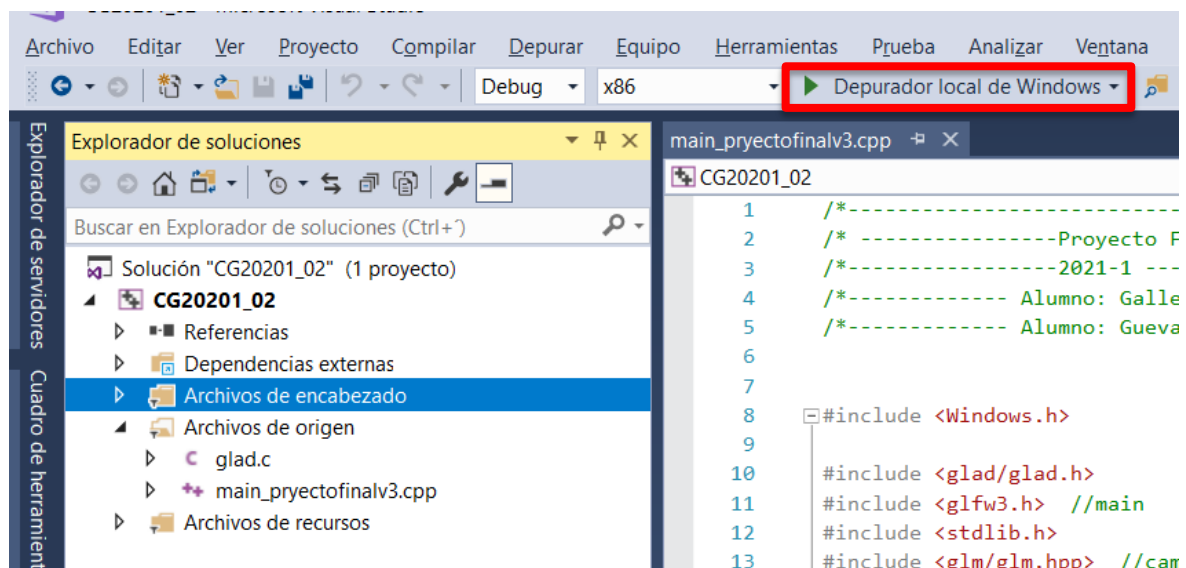 Archivo Editar Ver Proyecto Compilar Depurar Equipo Herramientas Prueba Analizar Ventana
Debug x86 Depurador local de Windows
Explorador de servidores
Cuadro de
Explorador de soluciones
Buscar en Explorador de soluciones (Ctrl+´)
Solución "CG20201_02" (1 proyecto)
CG20201_02
Referencias
Dependencias externas
Archivos de encabezado
Archivos de origen
glad.c
main_pryectofinalv3.cpp
Archivos de recursos
main_pryectofinalv3.cpp
CG20201_02
1 /*---------------------------
2 /* ----------------Proyecto
3 /*-----------------2021-1 ---
4 /*------------- Alumno: Galle
5 /*------------- Alumno: Gueva
6
7
8 #include <Windows.h>
9
10 #include <glad/glad.h>
11 #include <glfw3.h> //main
12 #include <stdlib.h>
13 #include <glm/glm.hpp> //cam